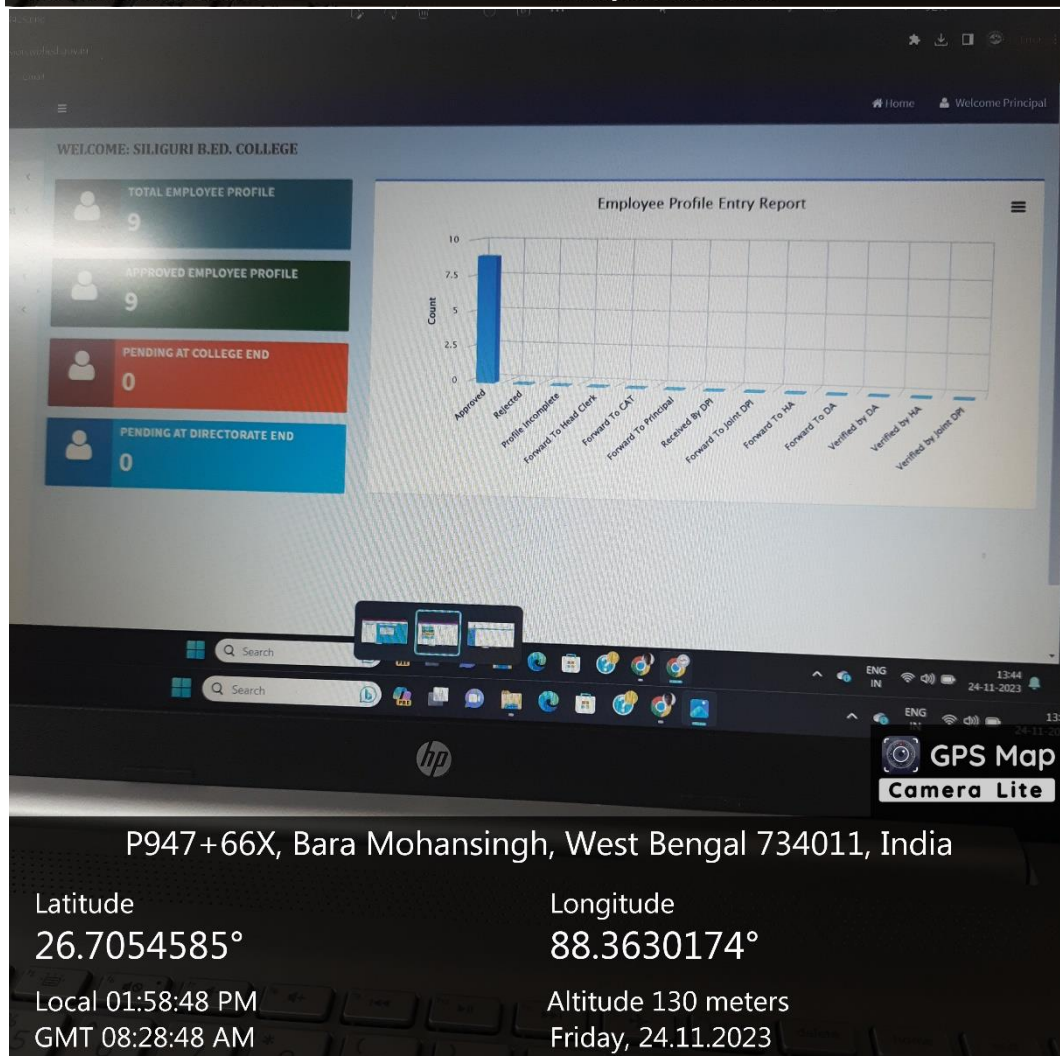 Home Welcome Principal
WELCOME: SILIGURI B.ED. COLLEGE
TOTAL EMPLOYEE PROFILE
9
APPROVED EMPLOYEE PROFILE
9
PENDING AT COLLEGE END
0
PENDING AT DIRECTORATE END
0
Employee Profile Entry Report
Count
10
7.5
5
2.5
0
Approved
Rejected
Profile Incomplete
Forward To Head Clerk
Forward To CAT
Forward To Principal
Received By DPI
Forward To Joint DPI
Forward To HA
Forward To DA
Verified by DA
Verified by HA
Verified by Joint DPI
Search
ENG
IN
13:44
24-11-2023
Search
ENG
hp
GPS Map
Camera Lite
P947+66X, Bara Mohansingh, West Bengal 734011, India
Latitude
26.7054585°
Longitude
88.3630174°
Local 01:58:48 PM
GMT 08:28:48 AM
Altitude 130 meters
Friday, 24.11.2023